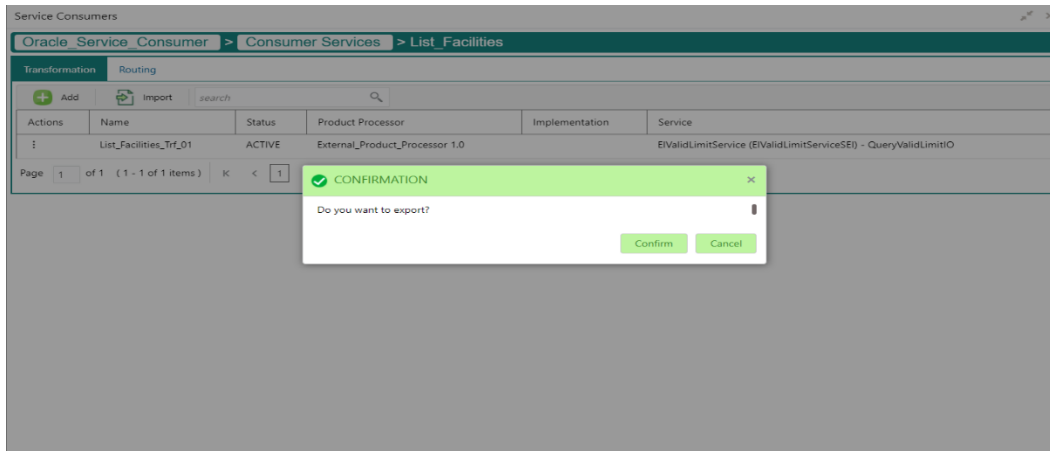 Service Consumers
Oracle_Service_Consumer > Consumer Services > List_Facilities
Transformation Routing
Add Import search
Actions Name Status Product Processor Implementation Service
List_Facilities_Trf_01 ACTIVE External_Product_Processor 1.0 EIValidLimitService (EIValidLimitServiceSEI) - QueryValidLimitIO
Page 1 of 1 (1 - 1 of 1 items) K < 1
CONFIRMATION ×
Do you want to export?
Confirm Cancel